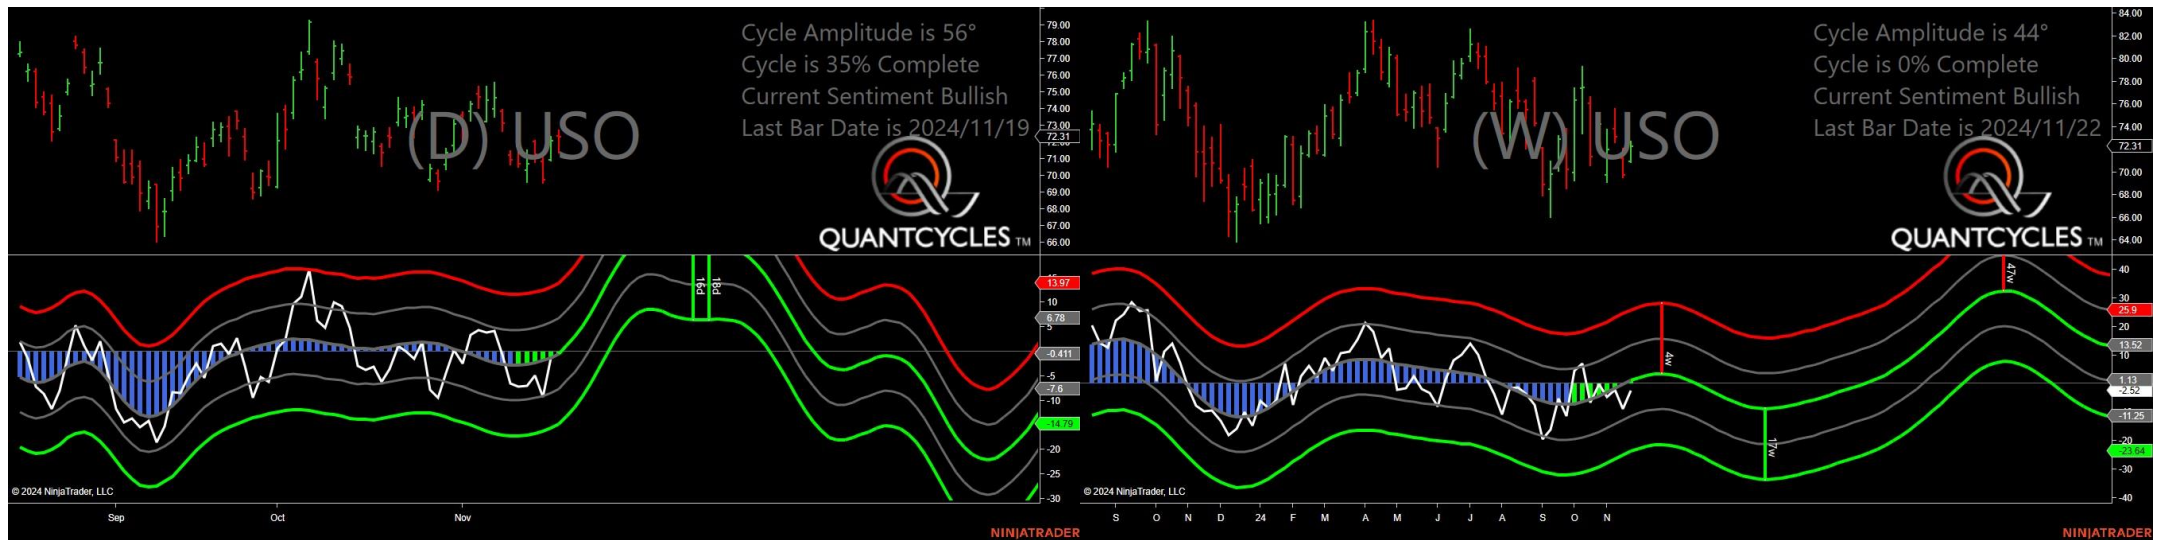 Cycle Amplitude is 56°
Cycle is 35% Complete
Current Sentiment Bullish
Last Bar Date is 2024/11/19
(D) USO
QUANTCYCLES TM
79.00
78.00
77.00
76.00
75.00
74.00
73.00
72.31
71.00
70.00
69.00
68.00
67.00
66.00
16d
18d
13.97
10
6.78
5
-0.411
-5
-7.6
-10
-14.79
-20
-25
-30
© 2024 NinjaTrader, LLC
Sep
Oct
Nov
NINJATRADER
Cycle Amplitude is 44°
Cycle is 0% Complete
Current Sentiment Bullish
Last Bar Date is 2024/11/22
(W) USO
QUANTCYCLES TM
84.00
82.00
80.00
78.00
76.00
74.00
72.31
70.00
68.00
66.00
64.00
4w
17w
47w
40
30
25.9
20
13.52
10
1.13
-2.52
-11.25
-20
-23.64
-30
-40
© 2024 NinjaTrader, LLC
S O N D 24 F M A M J J A S O N
NINJATRADER